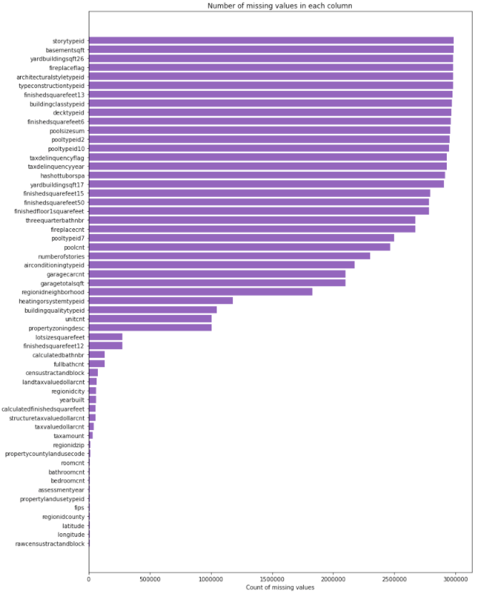 Number of missing values in each column
storytypeid
basementsqft
yardbuildingsqft26
fireplaceflag
architecturalstyletypeid
typeconstructiontypeid
finishedsquarefeet13
buildingclasstypeid
decktypeid
finishedsquarefeet6
poolsizesum
pooltypeid2
pooltypeid10
taxdelinquencyflag
taxdelinquencyyear
hashottuborspa
yardbuildingsqft17
finishedsquarefeet15
finishedsquarefeet50
finishedfloor1squarefeet
threequarterbathnbr
fireplacecnt
pooltypeid7
poolcnt
numberofstories
airconditioningtypeid
garagecarcnt
garagetotalsqft
regionidneighborhood
heatingorsystemtypeid
buildingqualitytypeid
unitcnt
propertyzoningdesc
lotsizesquarefeet
finishedsquarefeet12
calculatedbathnbr
fullbathcnt
censustractandblock
landtaxvaluedollarcnt
regionidcity
yearbuilt
calculatedfinishedsquarefeet
structuretaxvaluedollarcnt
taxvaluedollarcnt
taxamount
regionidzip
propertycountylandusecode
roomcnt
bathroomcnt
bedroomcnt
assessmentyear
propertylandusetypeid
fips
regionidcounty
latitude
longitude
rawcensustractandblock
0 500000 1000000 1500000 2000000 2500000 3000000
Count of missing values